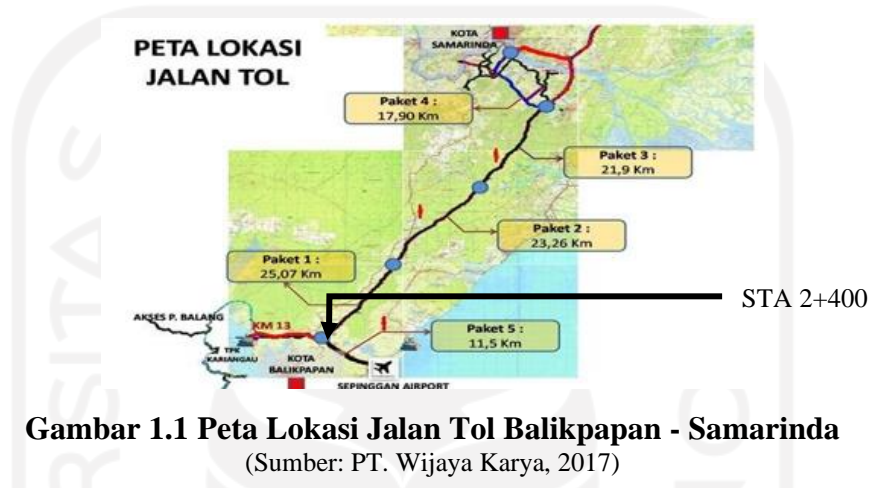 PETA LOKASI
JALAN TOL
KOTA
SAMARINDA
Paket 4 :
17,90 Km
Paket 3 :
21,9 Km
Paket 2 :
23,26 Km
Paket 1 :
25,07 Km
STA 2+400
AKSES P. BALANG
KM 13
Paket 5 :
11,5 Km
TPK
KARIANGAU
KOTA
BALIKPAPAN
SEPINGGAN AIRPORT
Gambar 1.1 Peta Lokasi Jalan Tol Balikpapan - Samarinda
(Sumber: PT. Wijaya Karya, 2017)